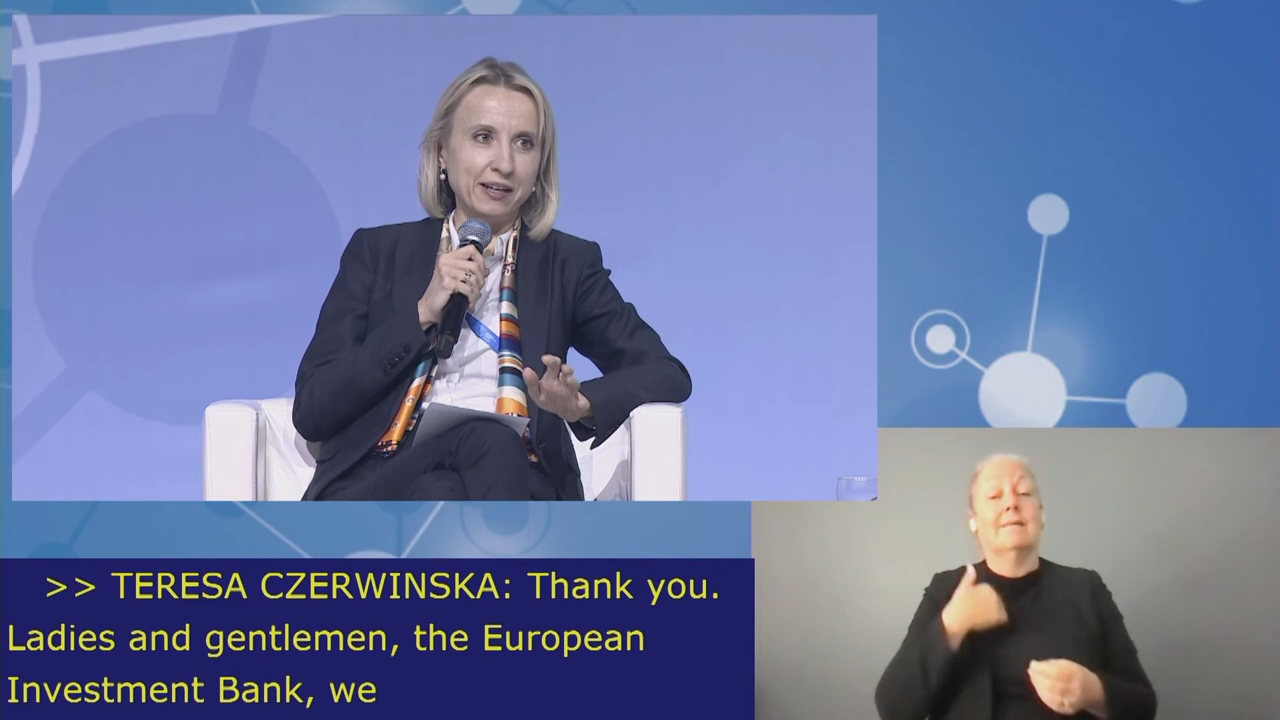 >> TERESA CZERWINSKA: Thank you.
Ladies and gentlemen, the European
Investment Bank, we